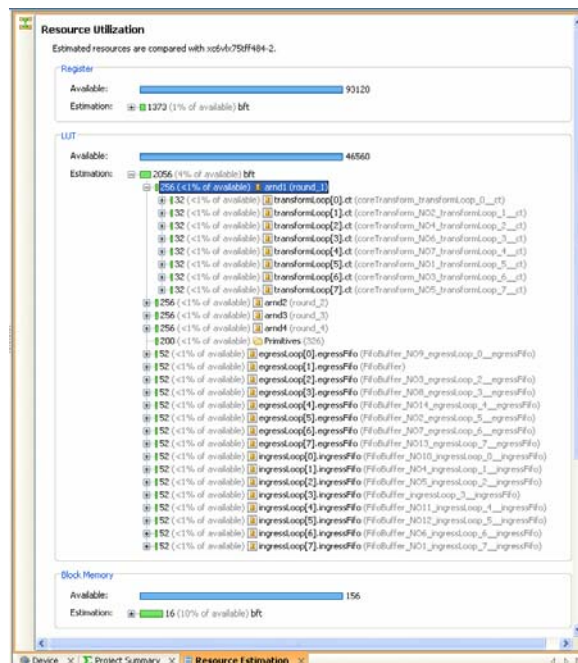 Resource Utilization
Estimated resources are compared with xc6vlx75tff484-2.
Register
Available: 93120
Estimation: 1373 (1% of available) bft
LUT
Available: 46560
Estimation: 2056 (4% of available) bft
256 (<1% of available) arnd1 (round_1)
32 (<1% of available) transformLoop[0].ct (coreTransform_transformLoop_0__ct)
32 (<1% of available) transformLoop[1].ct (coreTransform_NO2_transformLoop_1__ct)
32 (<1% of available) transformLoop[2].ct (coreTransform_NO4_transformLoop_2__ct)
32 (<1% of available) transformLoop[3].ct (coreTransform_NO6_transformLoop_3__ct)
32 (<1% of available) transformLoop[4].ct (coreTransform_NO7_transformLoop_4__ct)
32 (<1% of available) transformLoop[5].ct (coreTransform_NO1_transformLoop_5__ct)
32 (<1% of available) transformLoop[6].ct (coreTransform_NO3_transformLoop_6__ct)
32 (<1% of available) transformLoop[7].ct (coreTransform_NO5_transformLoop_7__ct)
256 (<1% of available) arnd2 (round_2)
256 (<1% of available) arnd3 (round_3)
256 (<1% of available) arnd4 (round_4)
200 (<1% of available) Primitives (326)
52 (<1% of available) egressLoop[0].egressFifo (FifoBuffer_NO9_egressLoop_0__egressFifo)
52 (<1% of available) egressLoop[1].egressFifo (FifoBuffer)
52 (<1% of available) egressLoop[2].egressFifo (FifoBuffer_NO3_egressLoop_2__egressFifo)
52 (<1% of available) egressLoop[3].egressFifo (FifoBuffer_NO8_egressLoop_3__egressFifo)
52 (<1% of available) egressLoop[4].egressFifo (FifoBuffer_NO14_egressLoop_4__egressFifo)
52 (<1% of available) egressLoop[5].egressFifo (FifoBuffer_NO2_egressLoop_5__egressFifo)
52 (<1% of available) egressLoop[6].egressFifo (FifoBuffer_NO7_egressLoop_6__egressFifo)
52 (<1% of available) egressLoop[7].egressFifo (FifoBuffer_NO13_egressLoop_7__egressFifo)
52 (<1% of available) ingressLoop[0].ingressFifo (FifoBuffer_NO10_ingressLoop_0__ingressFifo)
52 (<1% of available) ingressLoop[1].ingressFifo (FifoBuffer_NO4_ingressLoop_1__ingressFifo)
52 (<1% of available) ingressLoop[2].ingressFifo (FifoBuffer_NO5_ingressLoop_2__ingressFifo)
52 (<1% of available) ingressLoop[3].ingressFifo (FifoBuffer_ingressLoop_3__ingressFifo)
52 (<1% of available) ingressLoop[4].ingressFifo (FifoBuffer_NO11_ingressLoop_4__ingressFifo)
52 (<1% of available) ingressLoop[5].ingressFifo (FifoBuffer_NO12_ingressLoop_5__ingressFifo)
52 (<1% of available) ingressLoop[6].ingressFifo (FifoBuffer_NO6_ingressLoop_6__ingressFifo)
52 (<1% of available) ingressLoop[7].ingressFifo (FifoBuffer_NO1_ingressLoop_7__ingressFifo)
Block Memory
Available: 156
Estimation: 16 (10% of available) bft
Device Project Summary Resource Estimation